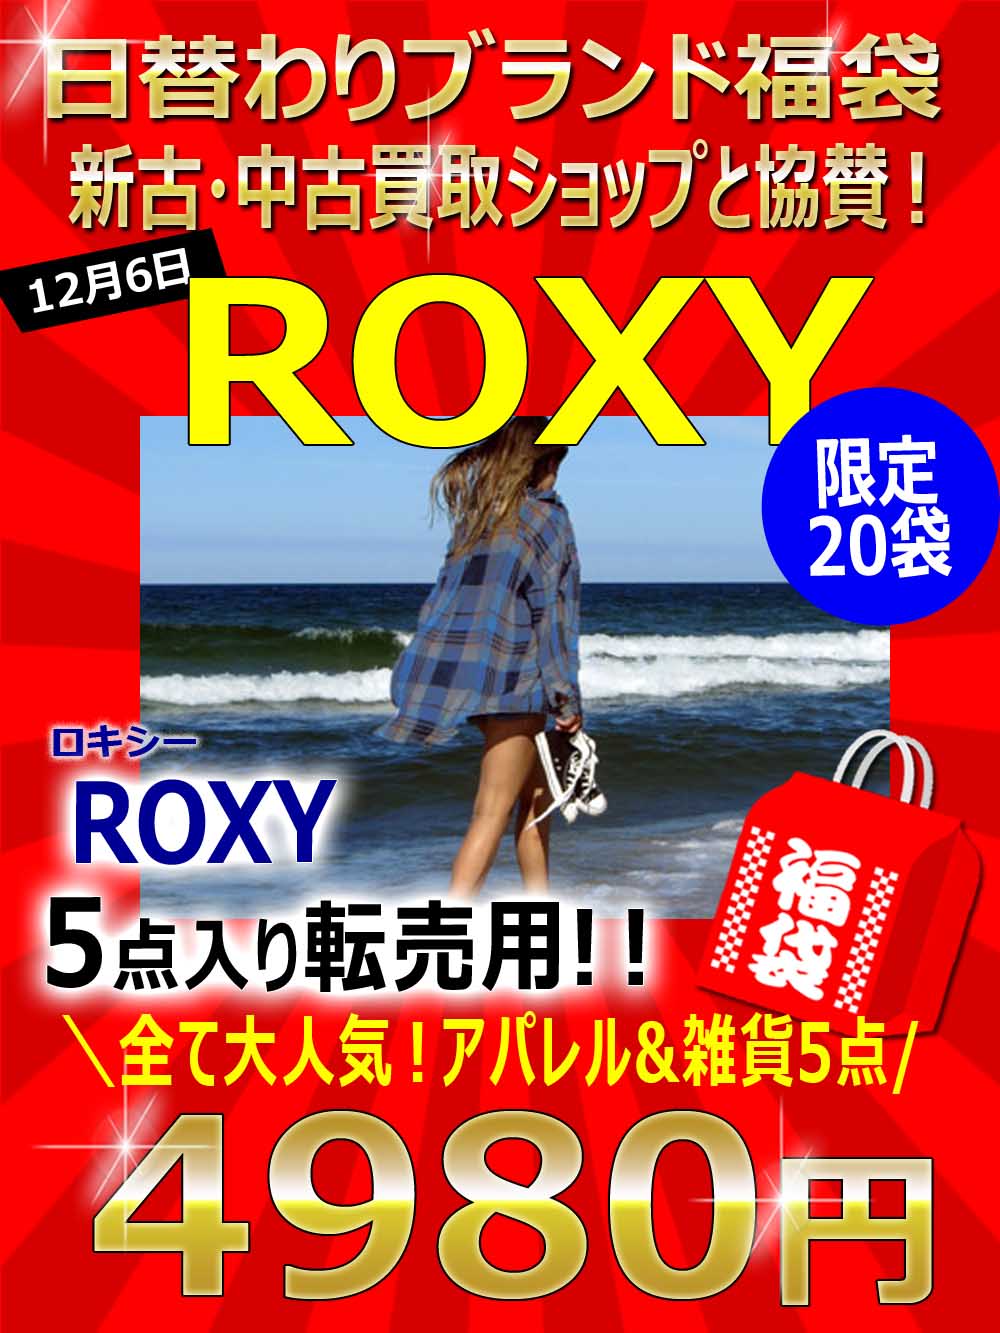 日替わりブランド福袋
新古・中古買取ショップと協賛！
12月6日
ROXY
限定
20袋
ロキシー
ROXY
5点入り転売用！！
福袋
＼全て大人気！アパレル&雑貨5点/
4980円